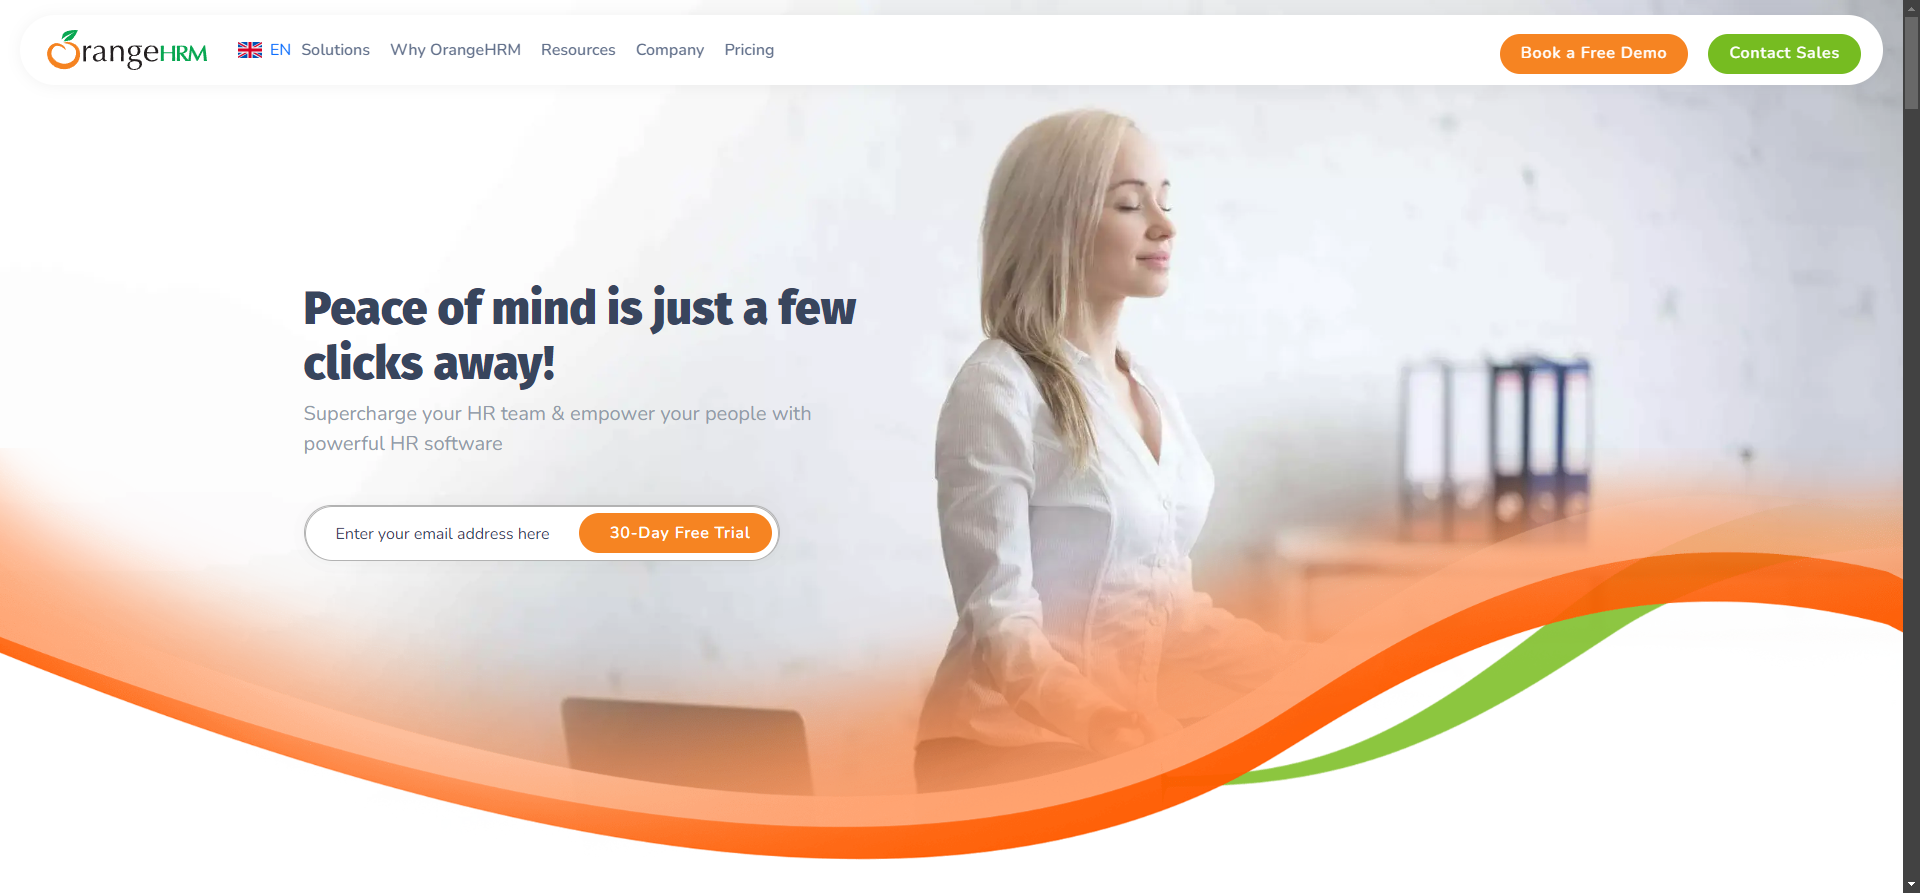 OrangeHRM
EN Solutions Why OrangeHRM Resources Company Pricing
Book a Free Demo Contact Sales
Peace of mind is just a few
clicks away!
Supercharge your HR team & empower your people with
powerful HR software
Enter your email address here 30-Day Free Trial